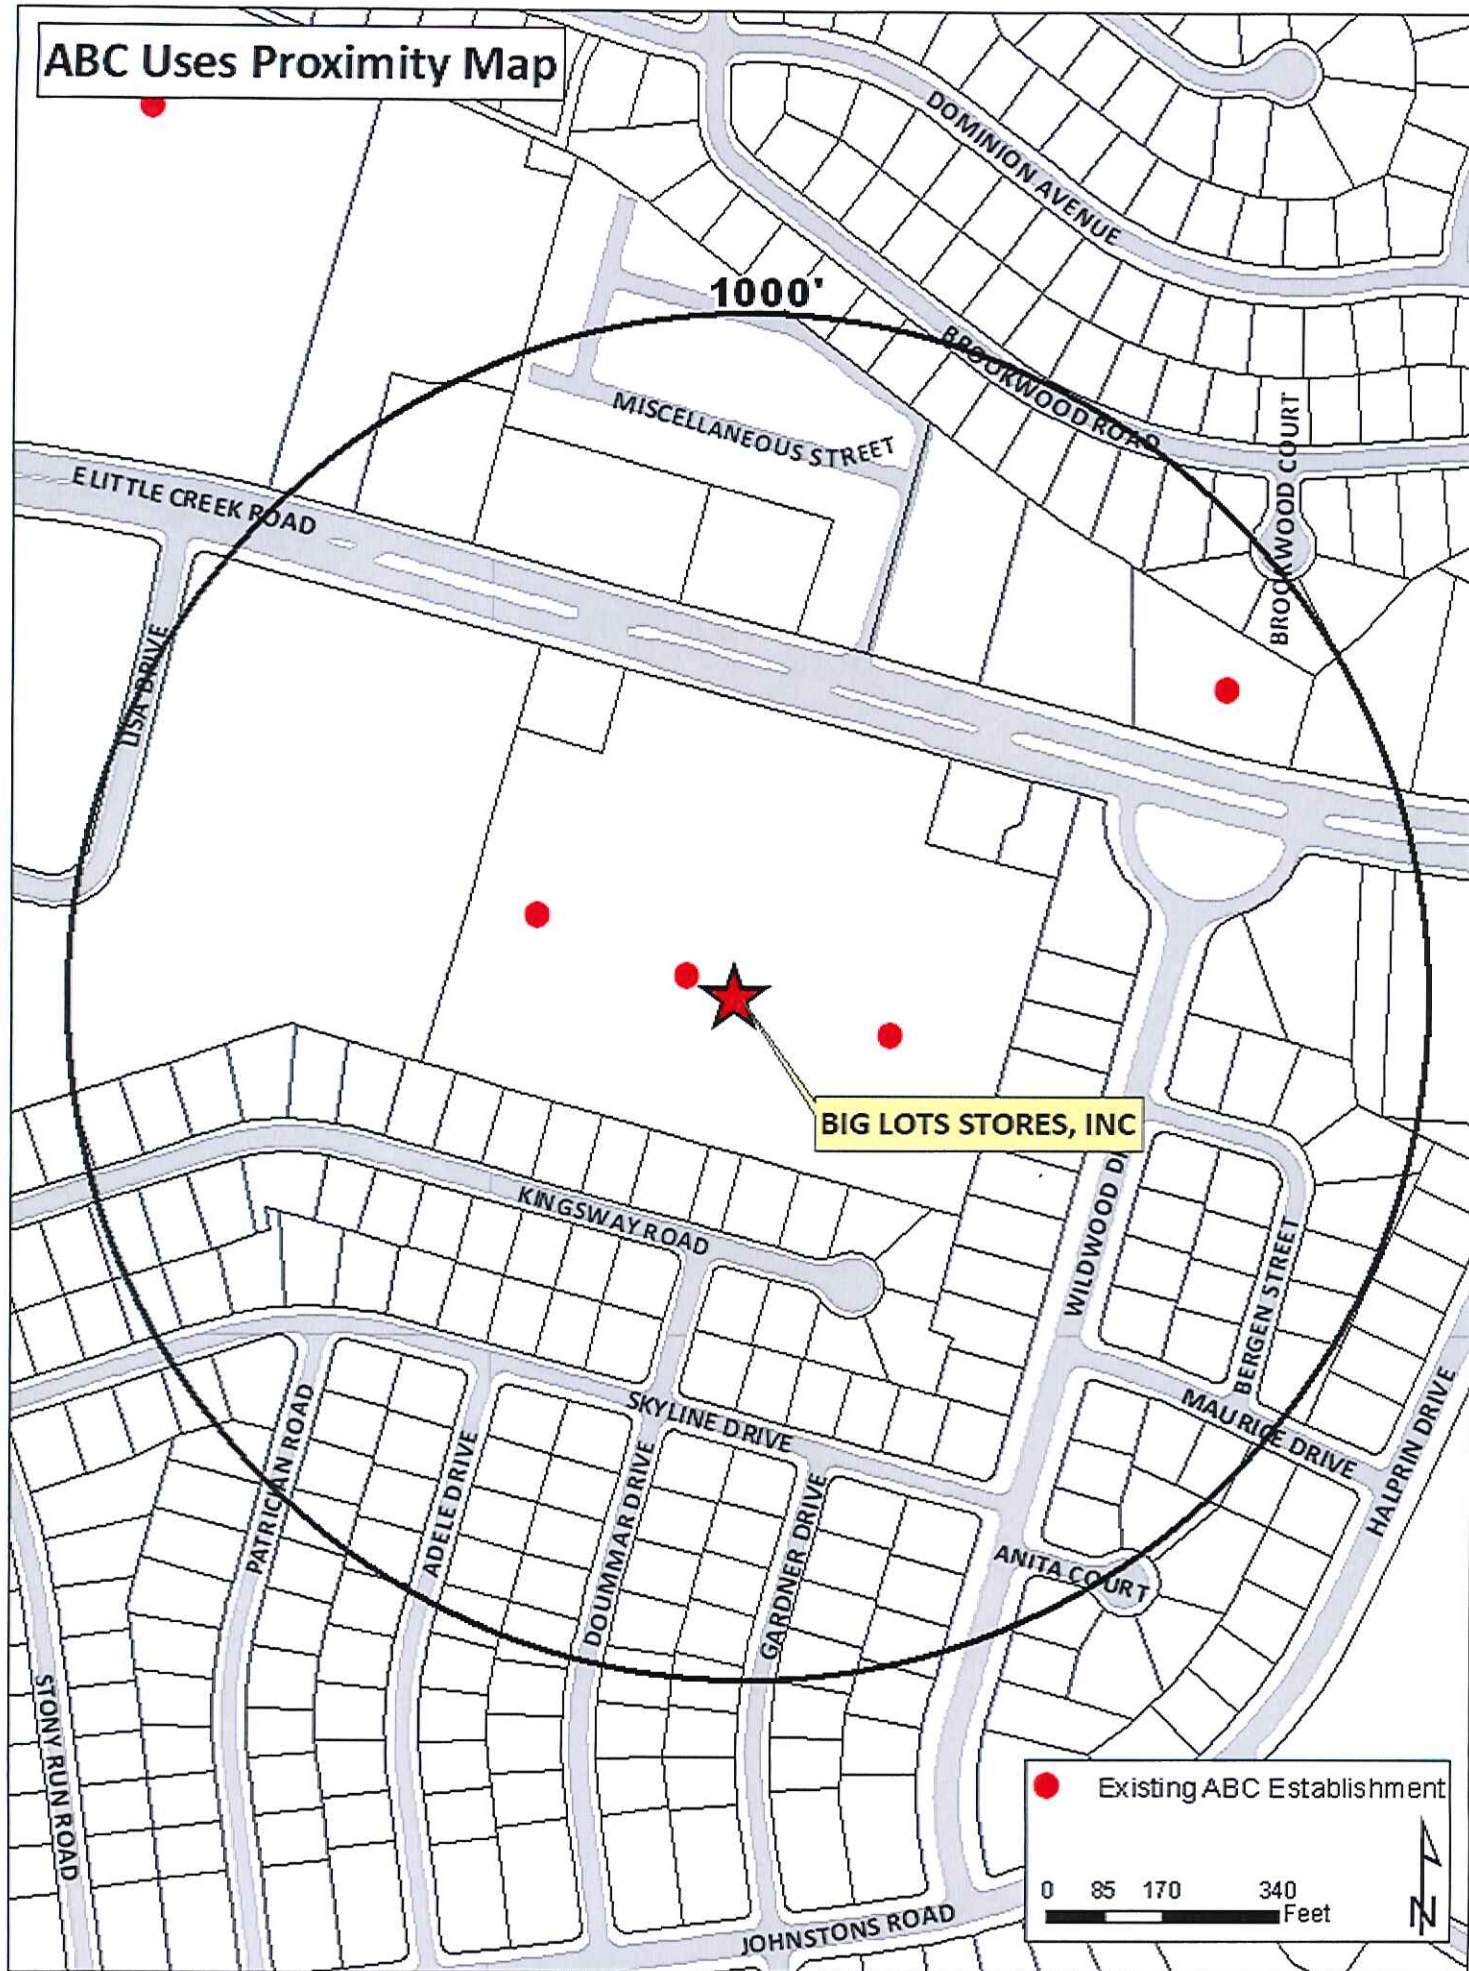 ABC Uses Proximity Map
DOMINION AVENUE
1000'
BROOKWOOD ROAD
MISCELLANEOUS STREET
BROOKWOOD COURT
E LITTLE CREEK ROAD
LISA DRIVE
BIG LOTS STORES, INC
WILDWOOD DR
KINGSWAY ROAD
BERGEN STREET
SKYLINE DRIVE
MAURICE DRIVE
HALPRIN DRIVE
PATRICIAN ROAD
ADELE DRIVE
DOUMMAR DRIVE
GARDNER DRIVE
ANITA COURT
STONY RUN ROAD
JOHNSTONS ROAD
Existing ABC Establishment
0 85 170 340
Feet
N